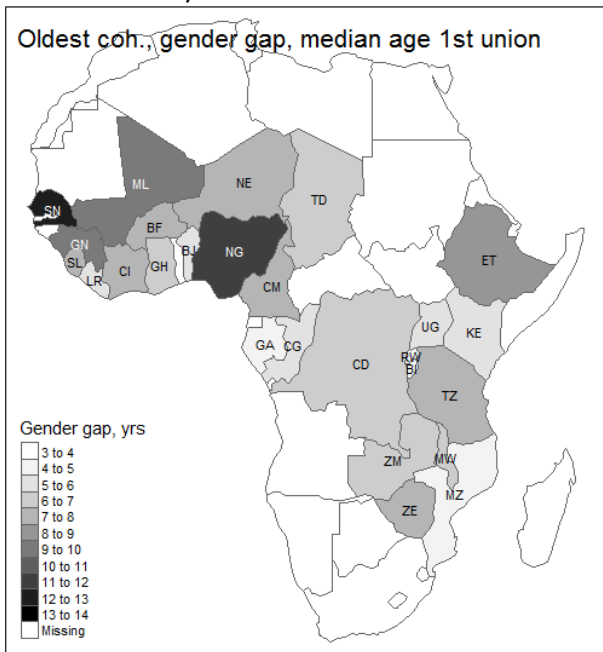 Oldest coh., gender gap, median age 1st union
ML
NE
TD
SN
BF
GN
NG
BJ
ET
SL
CI
GH
LR
CM
UG
KE
GA
CG
RW
CD
BI
TZ
MW
ZM
MZ
ZE
Gender gap, yrs
3 to 4
4 to 5
5 to 6
6 to 7
7 to 8
8 to 9
9 to 10
10 to 11
11 to 12
12 to 13
13 to 14
Missing